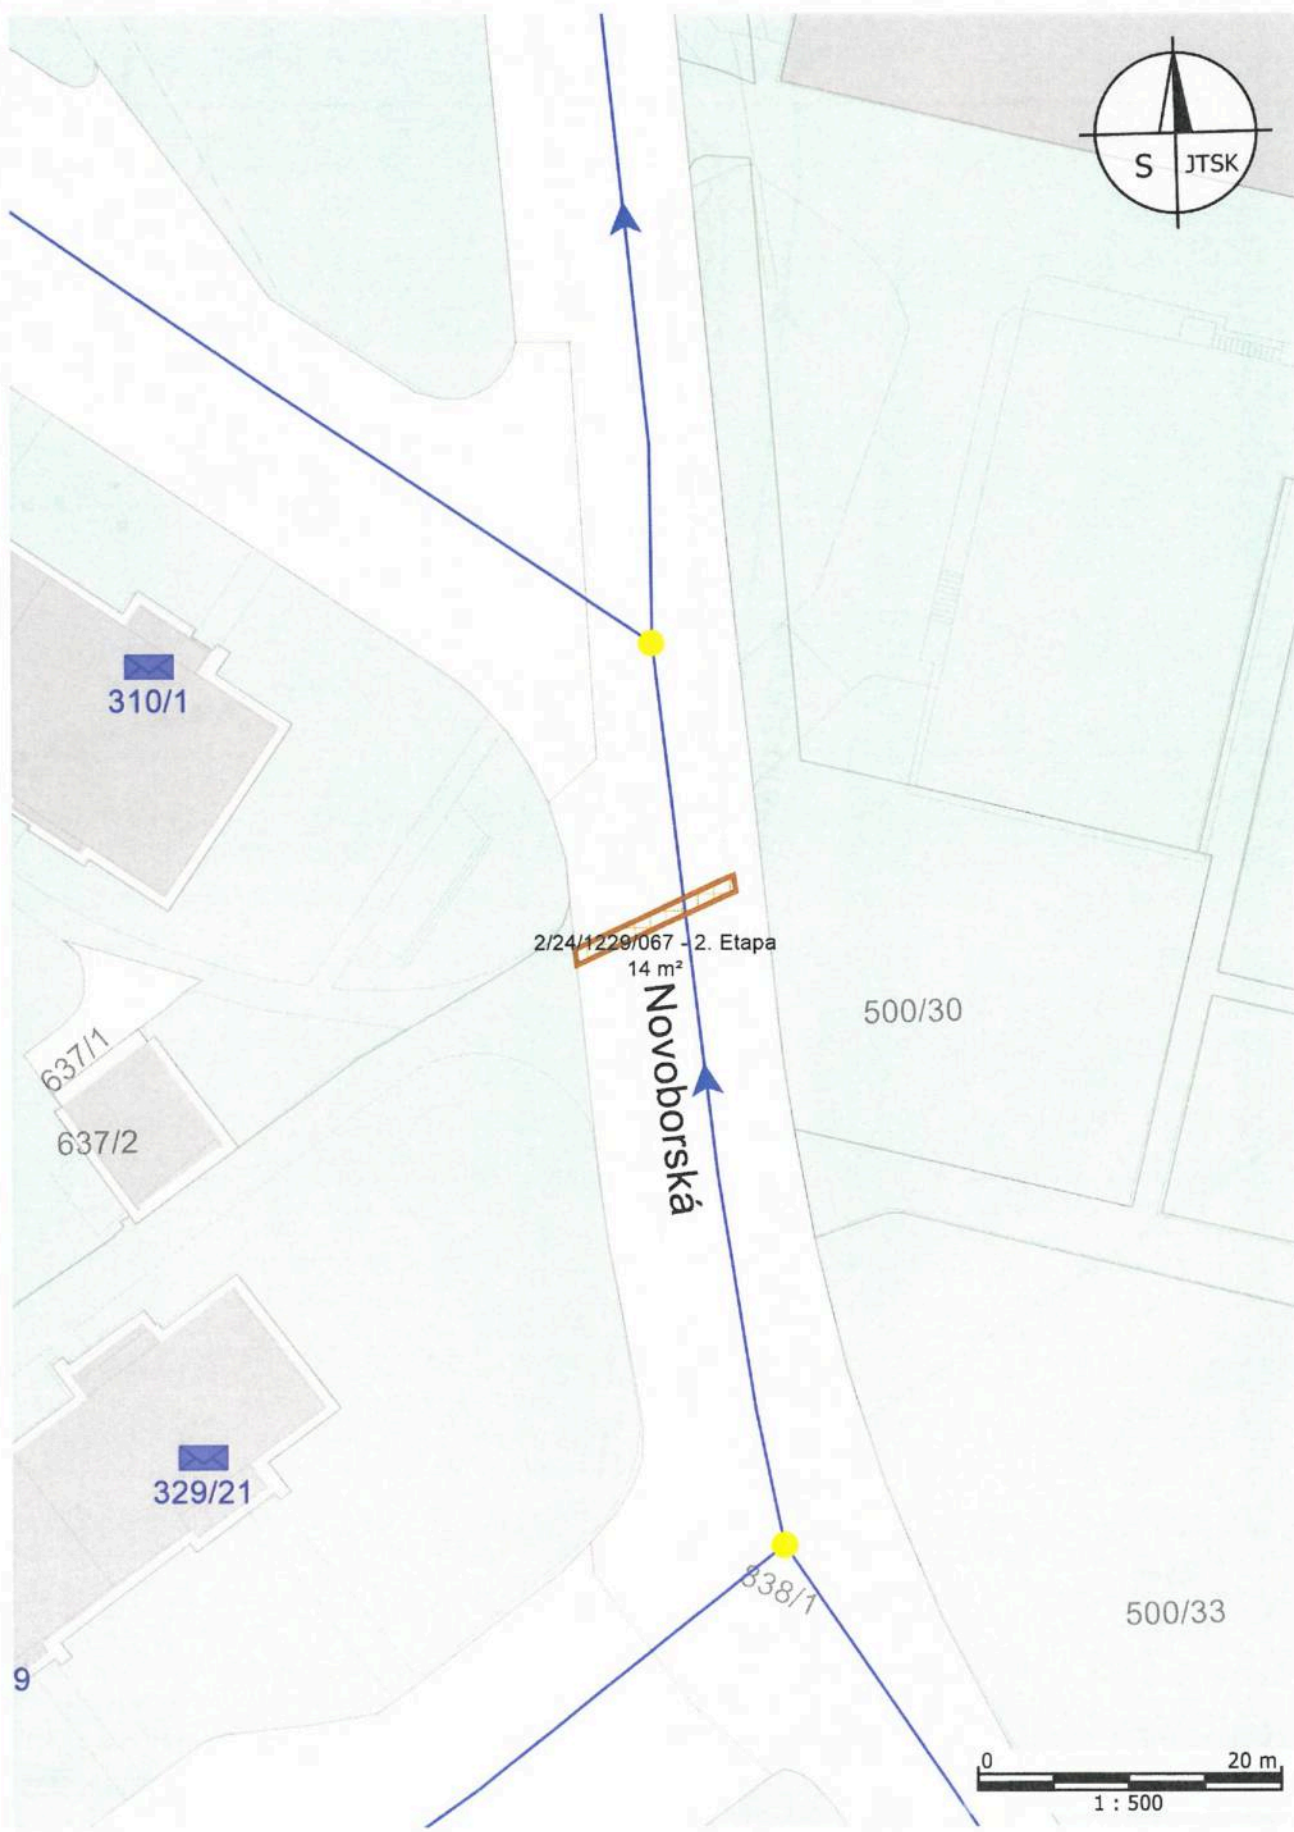 S JTSK
310/1
2/24/1229/067 - 2. Etapa
14 m²
Novoborská
500/30
637/1
637/2
329/21
838/1
500/33
9
0 20 m
1 : 500